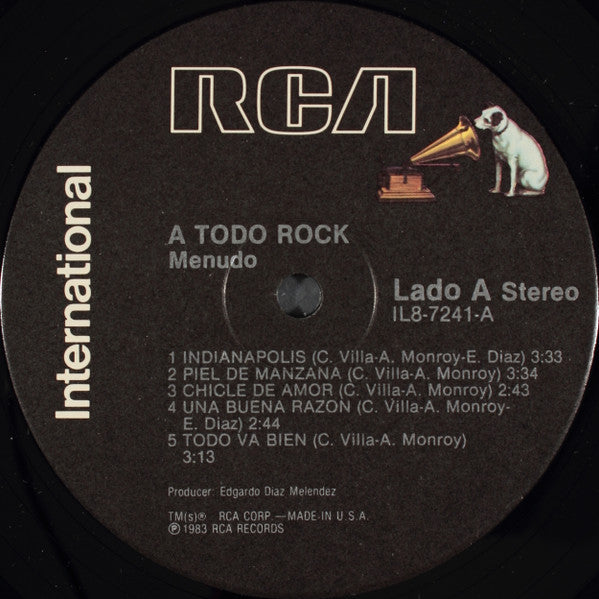 RCA
International
A TODO ROCK
Menudo
Lado A Stereo
IL8-7241-A
1 INDIANAPOLIS (C. Villa-A. Monroy-E. Diaz) 3:33
2 PIEL DE MANZANA (C. Villa-A. Monroy) 3:34
3 CHICLE DE AMOR (C. Villa-A. Monroy) 2:43
4 UNA BUENA RAZON (C. Villa-A. Monroy-
E. Diaz) 2:44
5 TODO VA BIEN (C. Villa-A. Monroy)
3:13
Producer: Edgardo Diaz Melendez
TM(s)® RCA CORP.—MADE IN U.S.A.
℗1983 RCA RECORDS